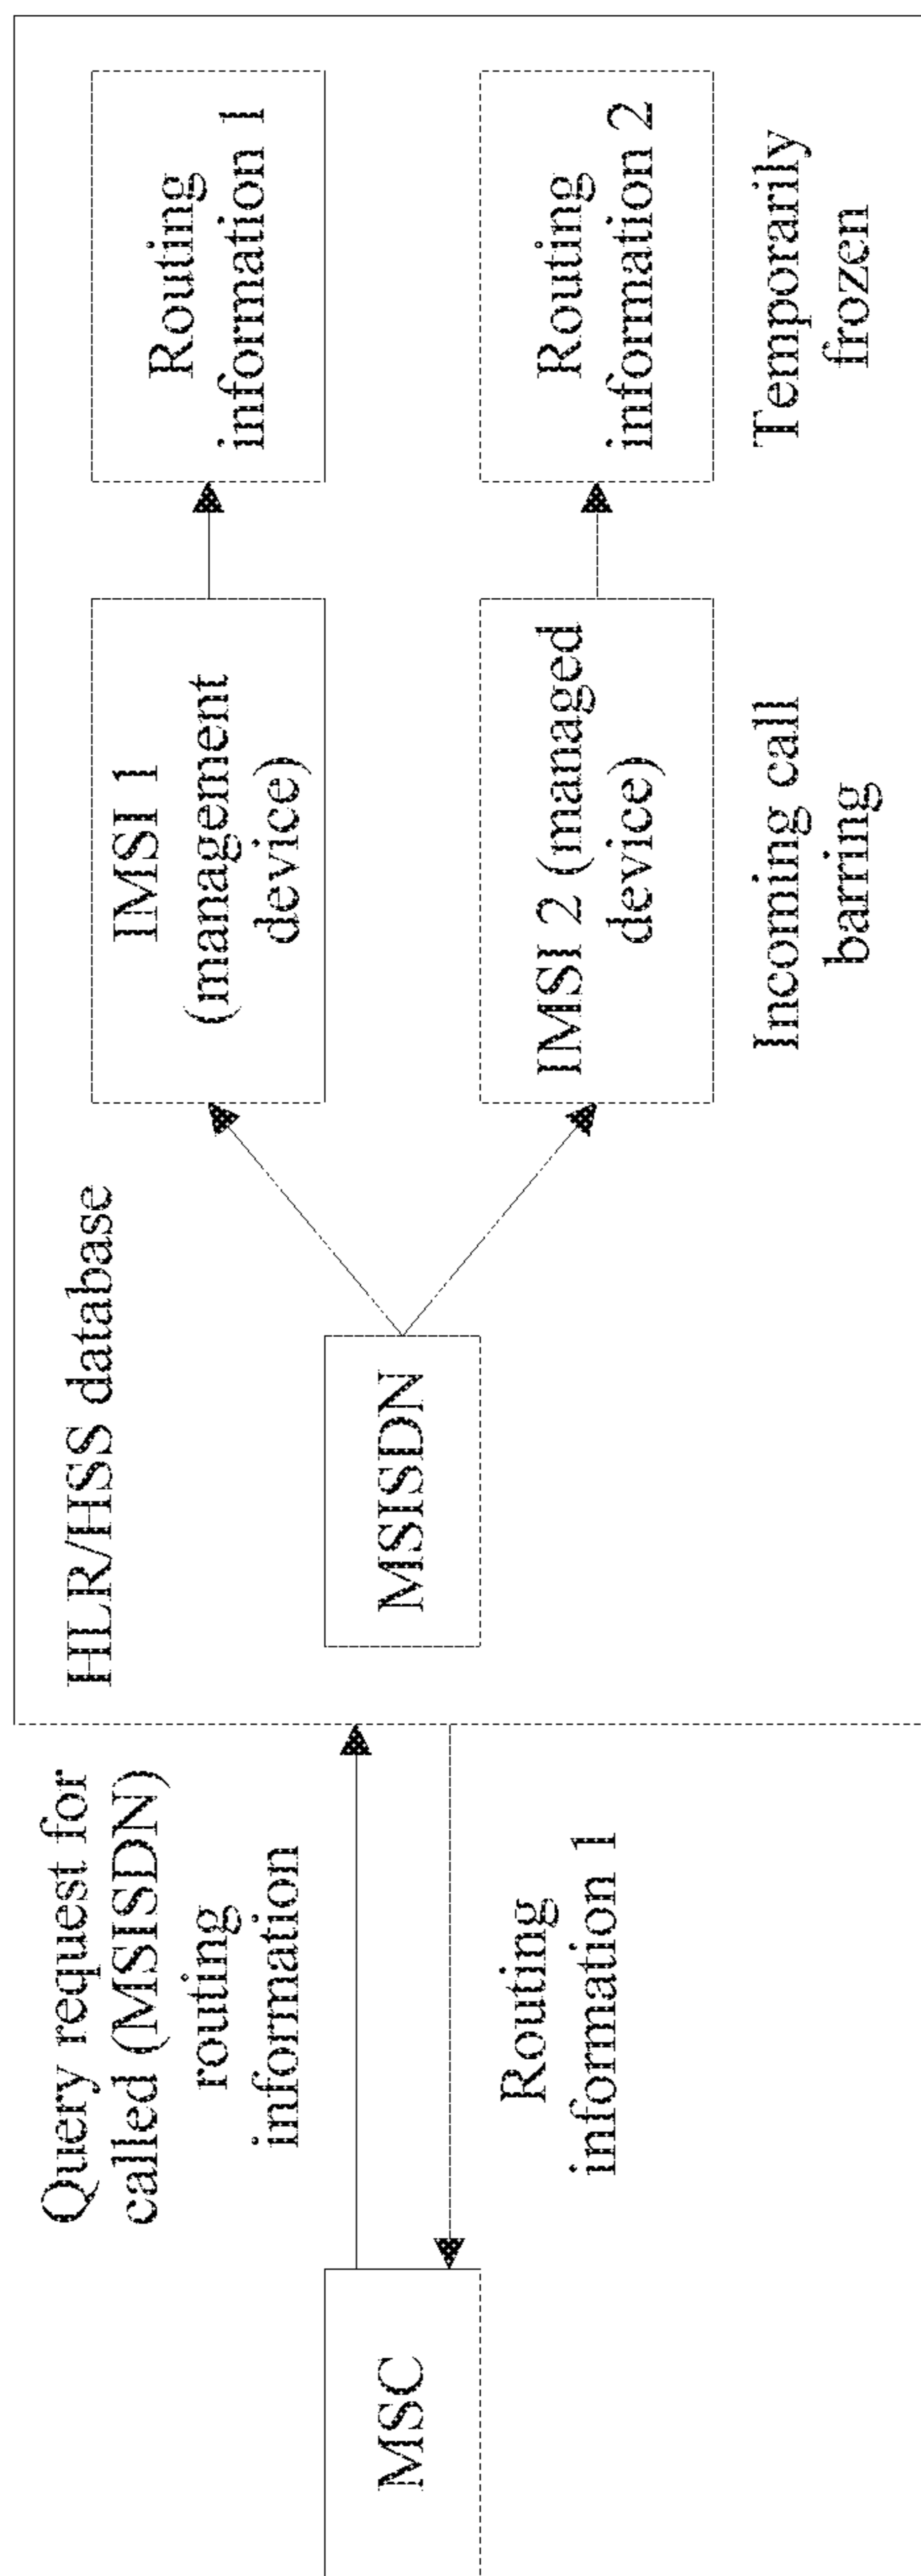 HLR/HSS database
Query request for
called (MSISDN)
routing
information
MSC
Routing
information 1
MSISDN
IMSI 1
(management
device)
Routing
information 1
IMSI 2 (managed
device)
Incoming call
barring
Routing
information 2
Temporarily
frozen